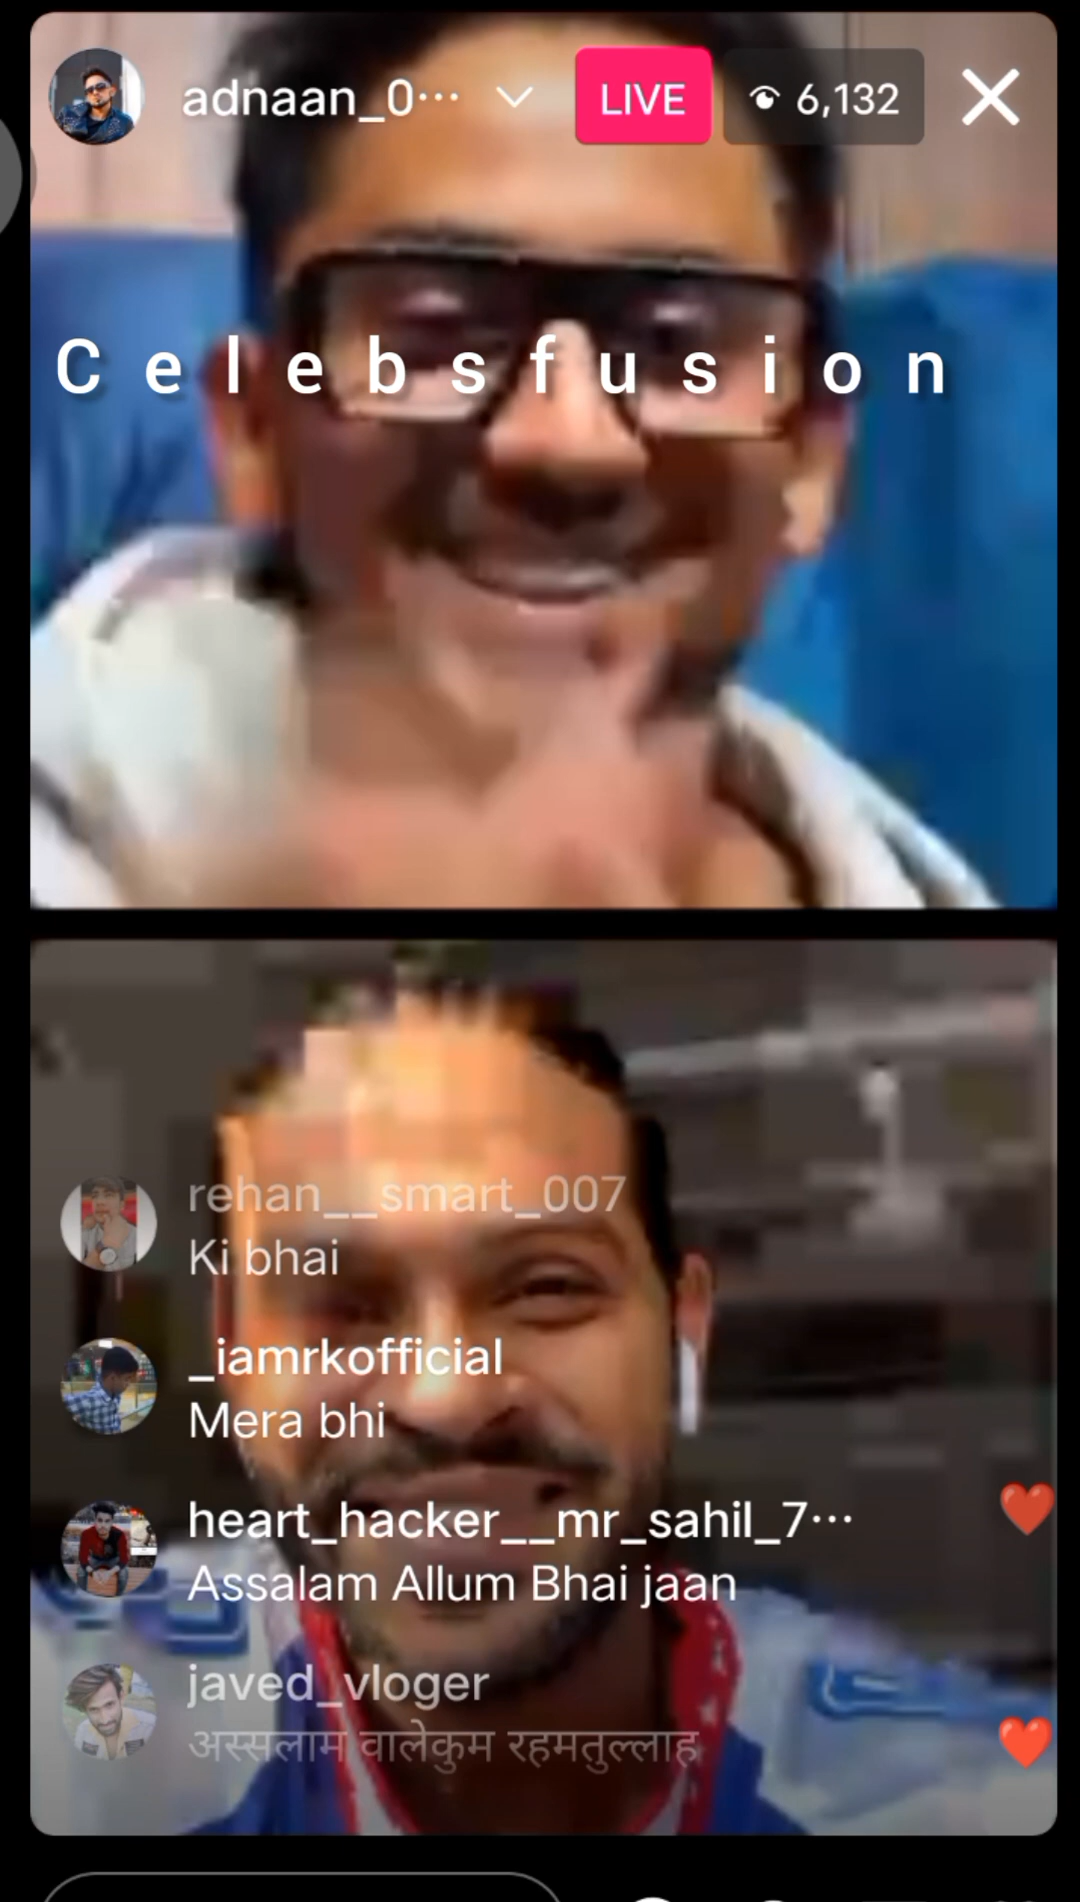 adnaan_0...
LIVE
6,132
Celebsfusion
rehan__smart_007
Ki bhai
_iamrkofficial
Mera bhi
heart_hacker__mr_sahil_7...
Assalam Allum Bhai jaan
javed_vloger
अस्सलाम वालेकुम रहमतुल्लाह